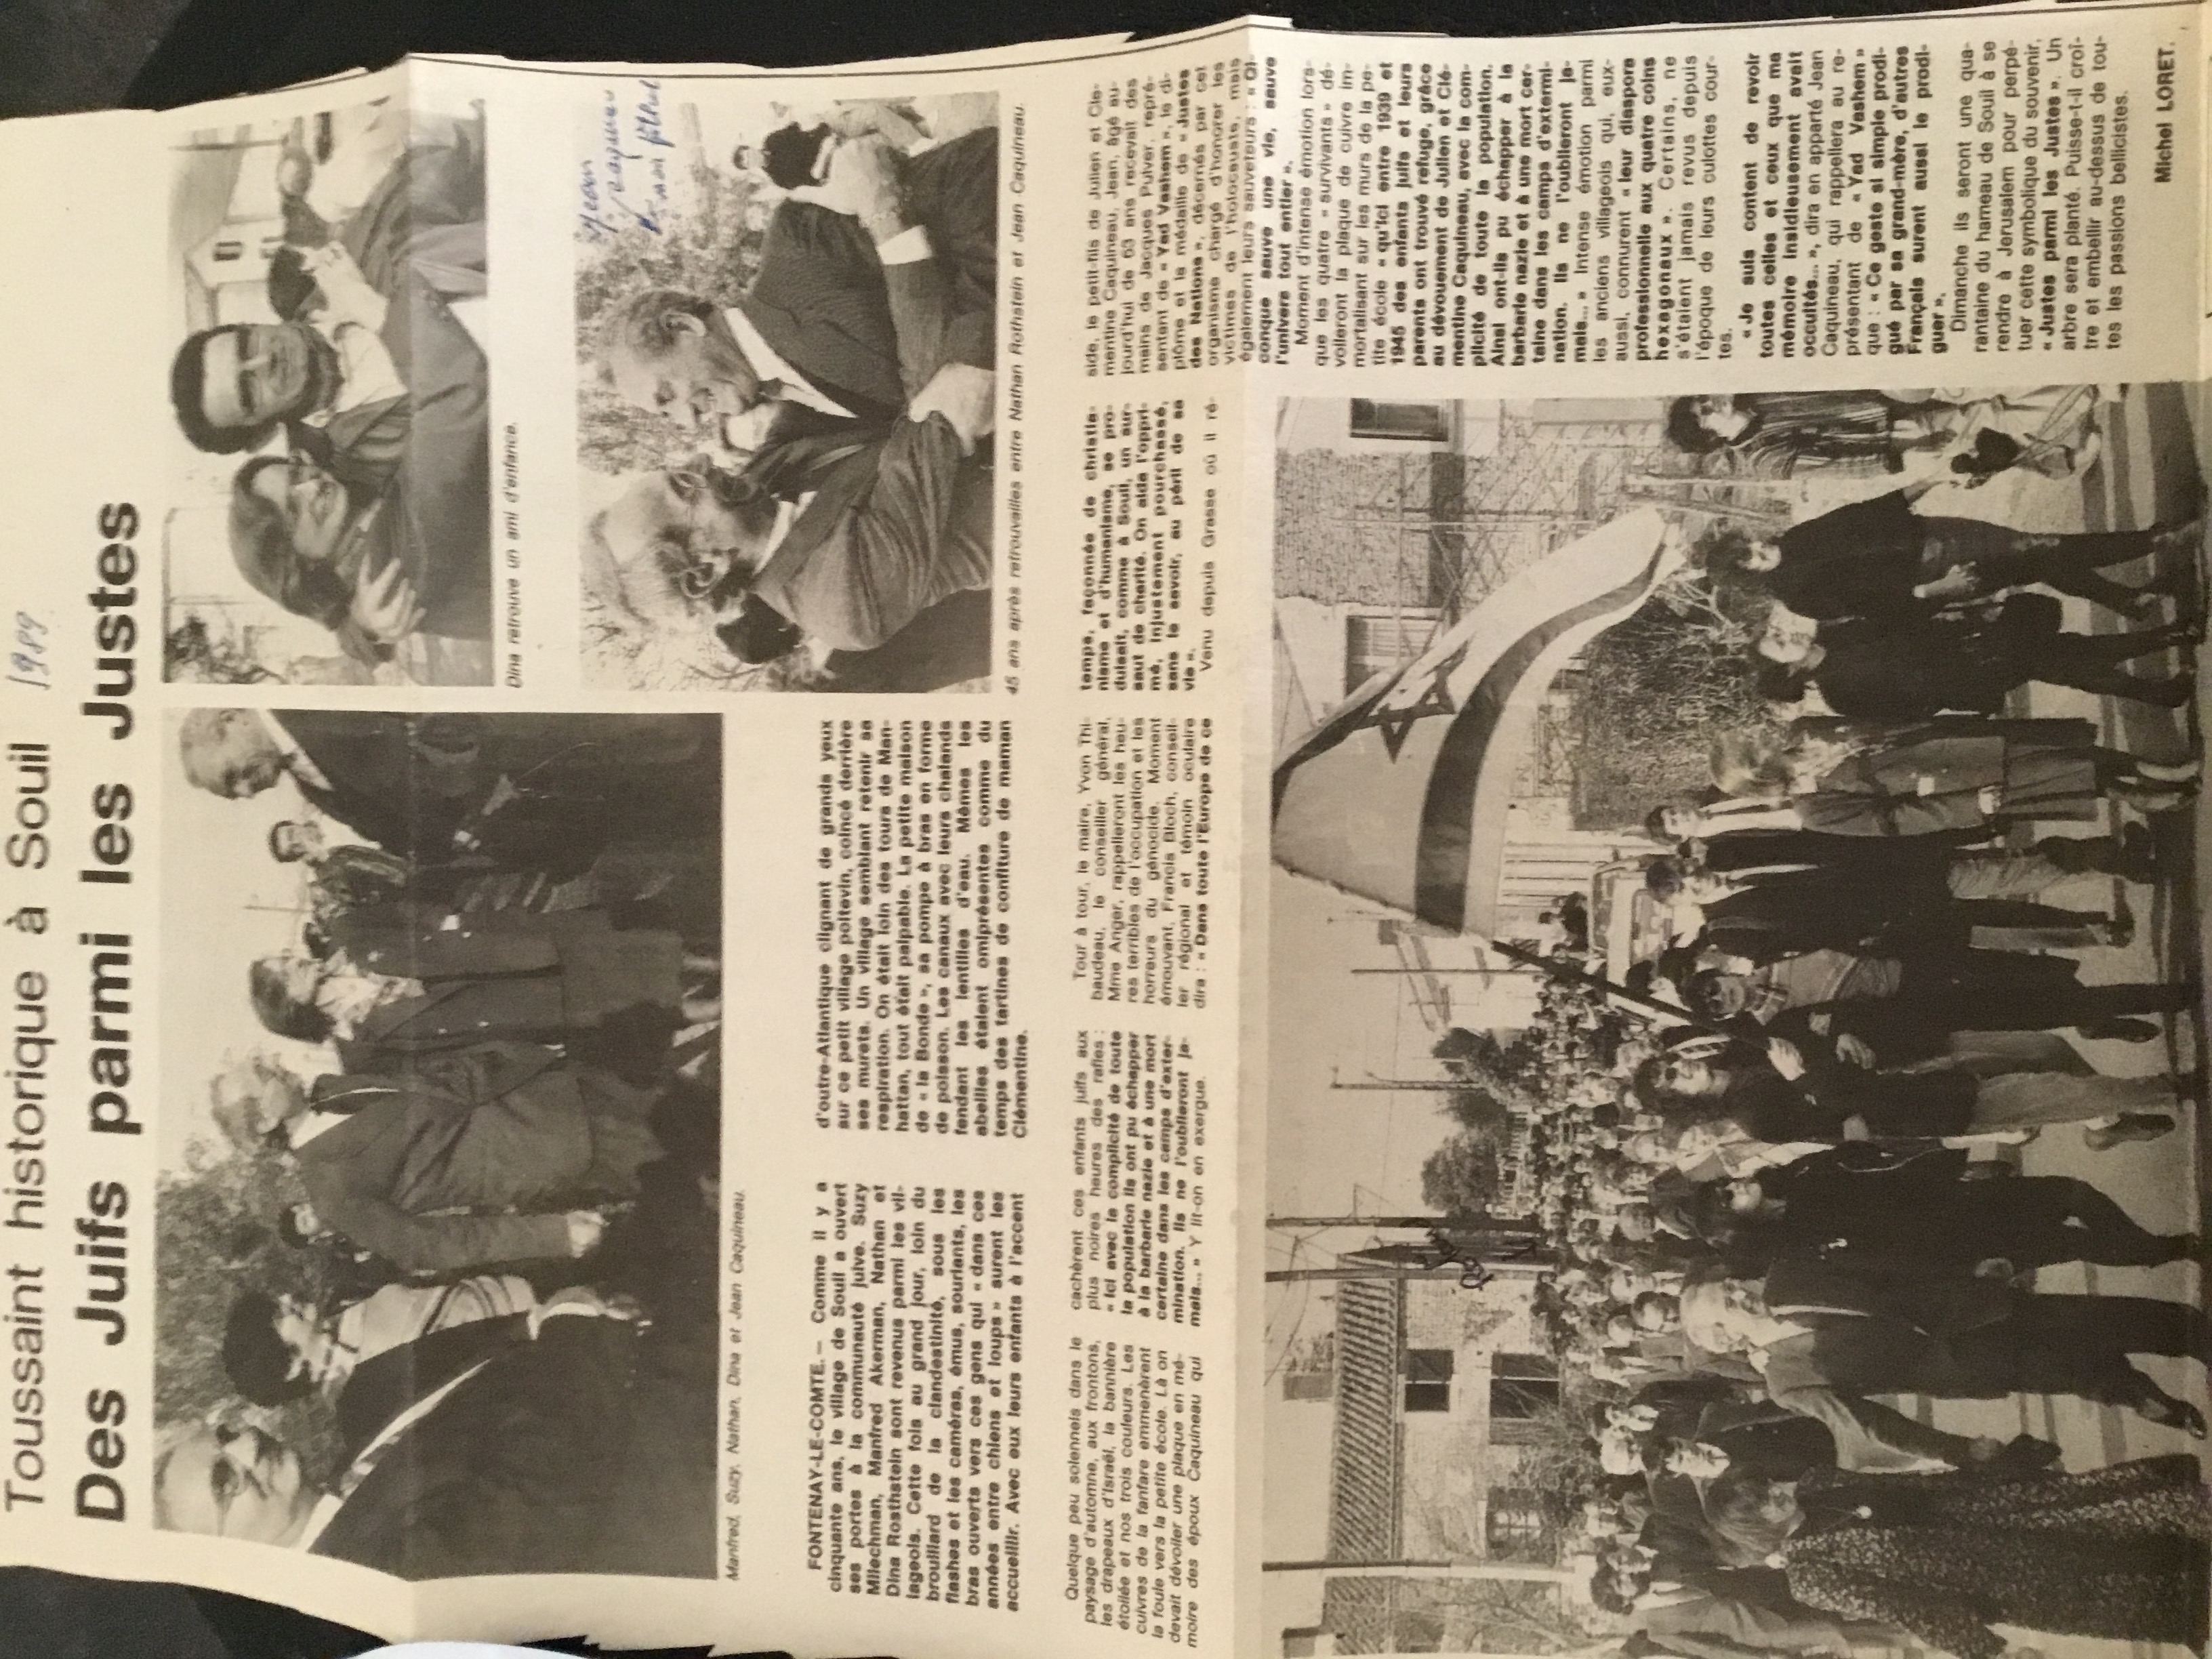 Toussaint historique à Souil 1989
Des Juifs parmi les Justes
Manfred, Suzy, Nathan, Dina et Jean Caquineau.
Dina retrouve un ami d'enfance.
Jean
45 ans après retrouvailles entre Nathan Rothstein et Jean Caquineau.
FONTENAY-LE-COMTE. — Comme il y a
cinquante ans, le village de Souil a ouvert
ses portes à la communauté juive. Suzy
Milechman, Manfred Akerman, Nathan et
Dina Rosthstein sont revenus parmi les vil-
lageois. Cette fois au grand jour, loin du
brouillard de la clandestinité, sous les
flashes et les caméras, émus, souriants, les
bras ouverts vers ces gens qui « dans ces
années entre chiens et loups » surent les
accueillir. Avec eux leurs enfants à l'accent
d'outre-Atlantique clignant de grands yeux
sur ce petit village poitevin, coincé derrière
ses murets. Un village semblant retenir sa
respiration. On était loin des tours de Man-
hattan, tout était palpable. La petite maison
de « la Bonde », sa pompe à bras en forme
de poisson. Les canaux avec leurs chalands
fendant les lentilles d'eau. Mêmes les
abeilles étaient omiprésentes comme du
temps des tartines de confiture de maman
Clémentine.
Quelque peu solennels dans le
paysage d'automne, aux frontons,
les drapeaux d'Israël, la bannière
étoilée et nos trois couleurs. Les
cuivres de la fanfare emmenèrent
la foule vers la petite école. Là on
devait dévoiler une plaque en mé-
moire des époux Caquineau qui
cachèrent ces enfants juifs aux
plus noires heures des rafles :
« Ici avec le complicité de toute
la population ils ont pu échapper
à la barbarie nazie et à une mort
certaine dans les camps d'exter-
mination. Ils ne l'oublieront ja-
mais... » Y lit-on en exergue.
Tour à tour, le maire, Yvon Thi-
baudeau, le conseiller général,
Mme Anger, rappelleront les heu-
res terribles de l'occupation et les
horreurs du génocide. Moment
émouvant, Francis Bloch, conseil-
ler régional et témoin oculaire
dira : « Dans toute l'Europe de ce
temps, façonnée de christia-
nisme et d'humanisme, se pro-
duisait, comme à Souil, un sur-
saut de charité. On aide l'oppri-
mé, injustement pourchassé,
sans le savoir, au péril de sa
vie ».
Venu depuis Grasse où il ré-
side, le petit-fils de Julien et Clé-
mentine Caquineau, Jean, âgé au-
jourd'hui de 63 ans recevait des
mains de Jacques Pulver, repré-
sentant de « Yad Vashem », le di-
plôme et la médaille de « Justes
des Nations », décernés par cet
organisme chargé d'honorer les
victimes de l'holocauste, mais
également leurs sauveteurs : « Qi-
conque sauve une vie, sauve
l'univers tout entier ».
Moment d'intense émotion lors-
que les quatre « survivants » dé-
voileront la plaque de cuivre im-
mortalisant sur les murs de la pe-
tite école « qu'ici entre 1939 et
1945 des enfants juifs et leurs
parents ont trouvé refuge, grâce
au dévouement de Julien et Clé-
mentine Caquineau, avec la com-
plicité de toute la population.
Ainsi ont-ils pu échapper à la
barbarie nazie et à une mort cer-
taine dans les camps d'extermi-
nation. Ils ne l'oublieront ja-
mais... » Intense émotion parmi
les anciens villageois qui, eux-
aussi, connurent « leur diaspora
professionnelle aux quatre coins
hexagonaux ». Certains, ne
s'étaient jamais revus depuis
l'époque de leurs culottes cour-
tes.
« Je suis content de revoir
toutes celles et ceux que ma
mémoire insidieusement avait
occultés... », dira en apparté Jean
Caquineau, qui rappellera au re-
présentant de « Yad Vashem »
que : « Ce geste si simple prodi-
gué par sa grand-mère, d'autres
Français surent aussi le prodi-
guer ».
Dimanche ils seront une qua-
rantaine du hameau de Souil à se
rendre à Jerusalem pour perpé-
tuer cette symbolique du souvenir,
« Justes parmi les Justes ». Un
arbre sera planté. Puisse-t-il croî-
tre et embellir au-dessus de tou-
tes les passions bellicistes.
Michel LORET.